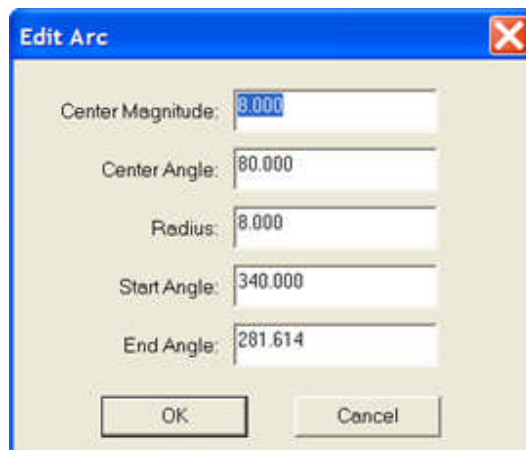 Edit Arc
Center Magnitude: 8.000
Center Angle: 80.000
Radius: 8.000
Start Angle: 340.000
End Angle: 281.614
OK Cancel